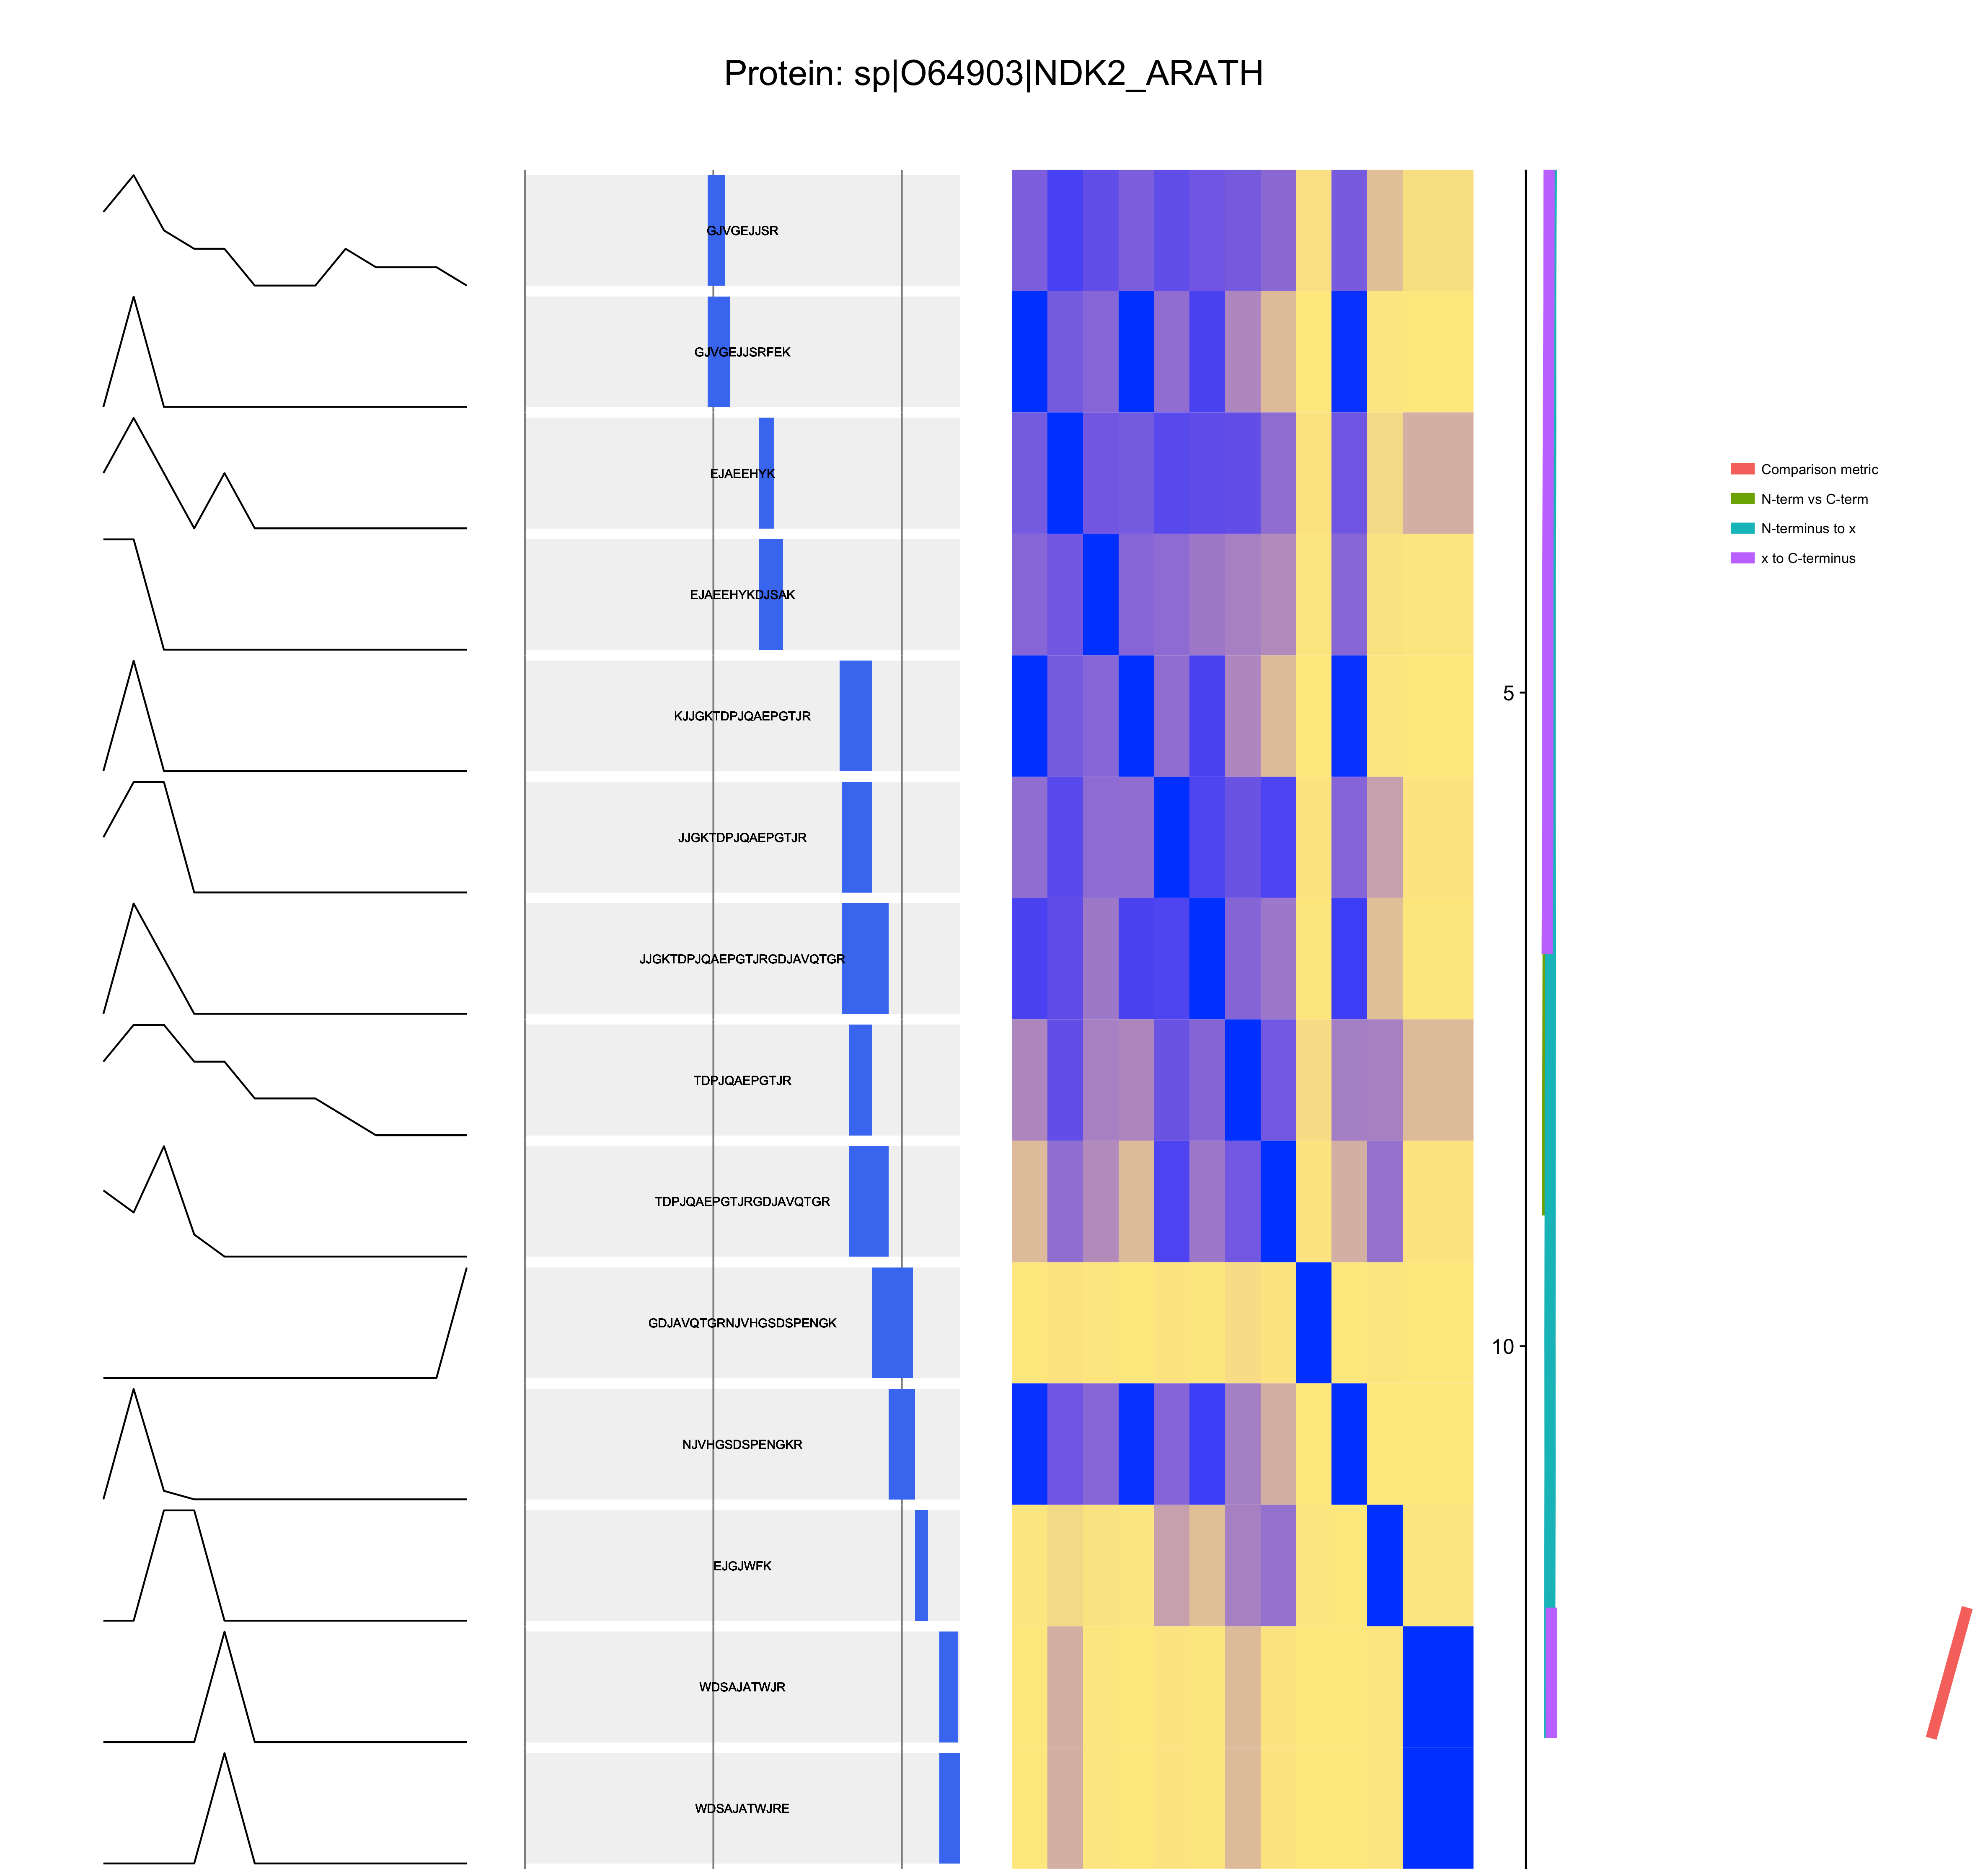 Protein: sp|O64903|NDK2_ARATH
GJVGEJJSR
GJVGEJJSRFEK
EJAEEHYK
Comparison metric
N-term vs C-term
N-terminus to x
x to C-terminus
EJAEEHYKDJSAK
5
KJJGKTDPJQAEPGTJR
JJGKTDPJQAEPGTJR
JJGKTDPJQAEPGTJRGDJAVQTGR
TDPJQAEPGTJR
TDPJQAEPGTJRGDJAVQTGR
GDJAVQTGRNJVHGSDSPENGK
10
NJVHGSDSPENGKR
EJGJWFK
WDSAJATWJR
WDSAJATWJRE